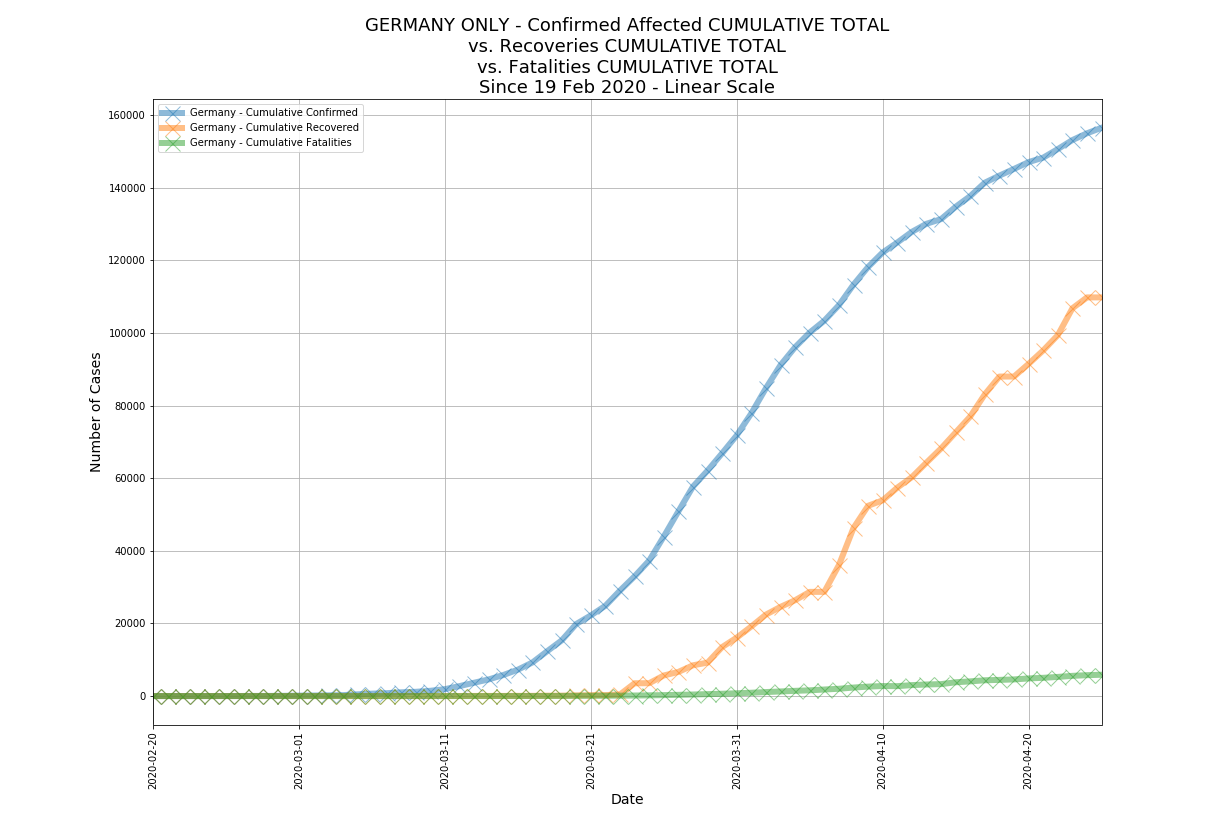 GERMANY ONLY - Confirmed Affected CUMULATIVE TOTAL
vs. Recoveries CUMULATIVE TOTAL
vs. Fatalities CUMULATIVE TOTAL
Since 19 Feb 2020 - Linear Scale
Germany - Cumulative Confirmed
Germany - Cumulative Recovered
Germany - Cumulative Fatalities
Number of Cases
160000
140000
120000
100000
80000
60000
40000
20000
0
2020-02-20
2020-03-01
2020-03-11
2020-03-21
2020-03-31
2020-04-10
2020-04-20
Date